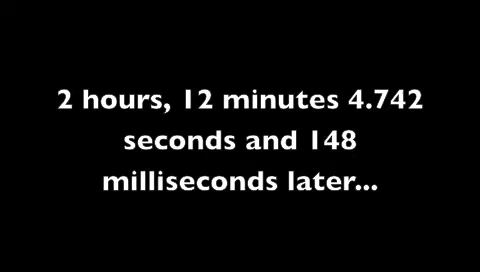 2 hours, 12 minutes 4.742
seconds and 148
milliseconds later...